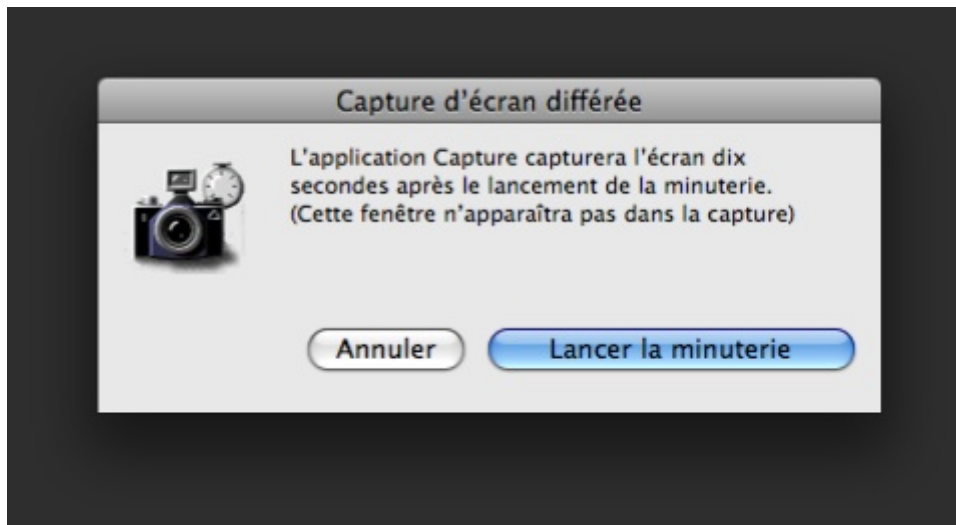 Capture d’écran différée
L’application Capture capturera l’écran dix
secondes après le lancement de la minuterie.
(Cette fenêtre n’apparaîtra pas dans la capture)
Annuler
Lancer la minuterie